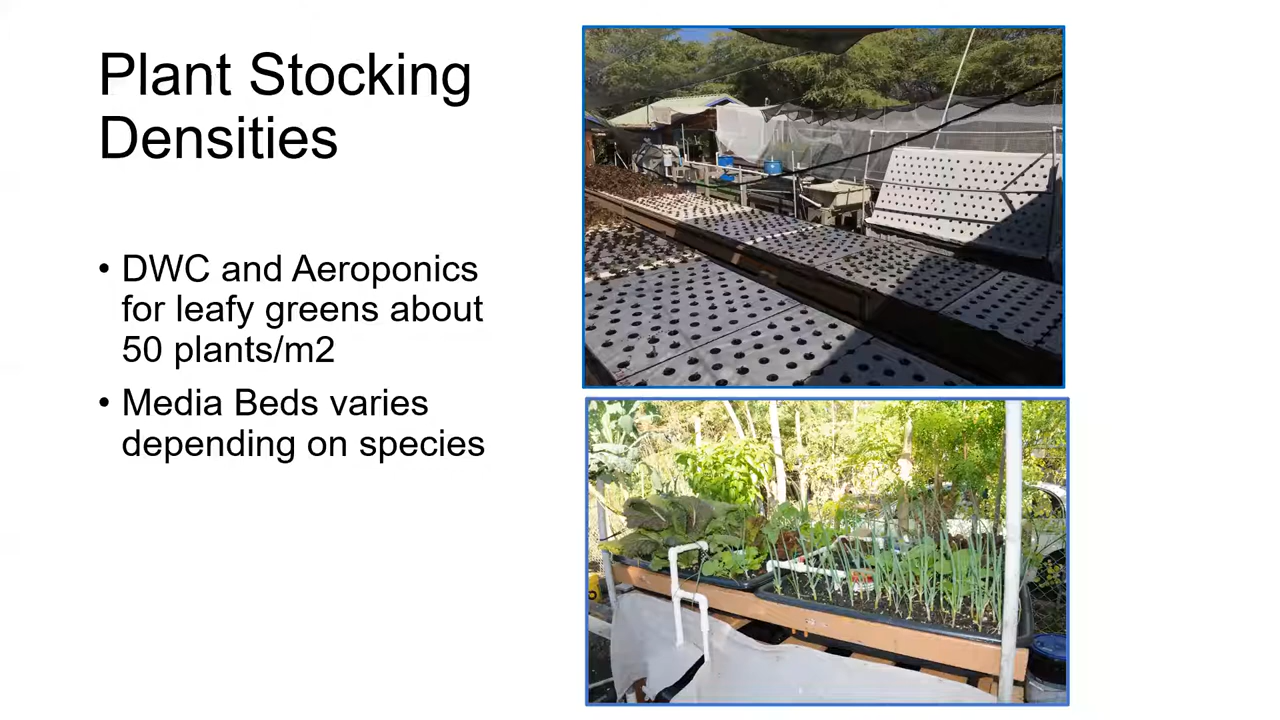 Plant Stocking
Densities
• DWC and Aeroponics
for leafy greens about
50 plants/m2
• Media Beds varies
depending on species